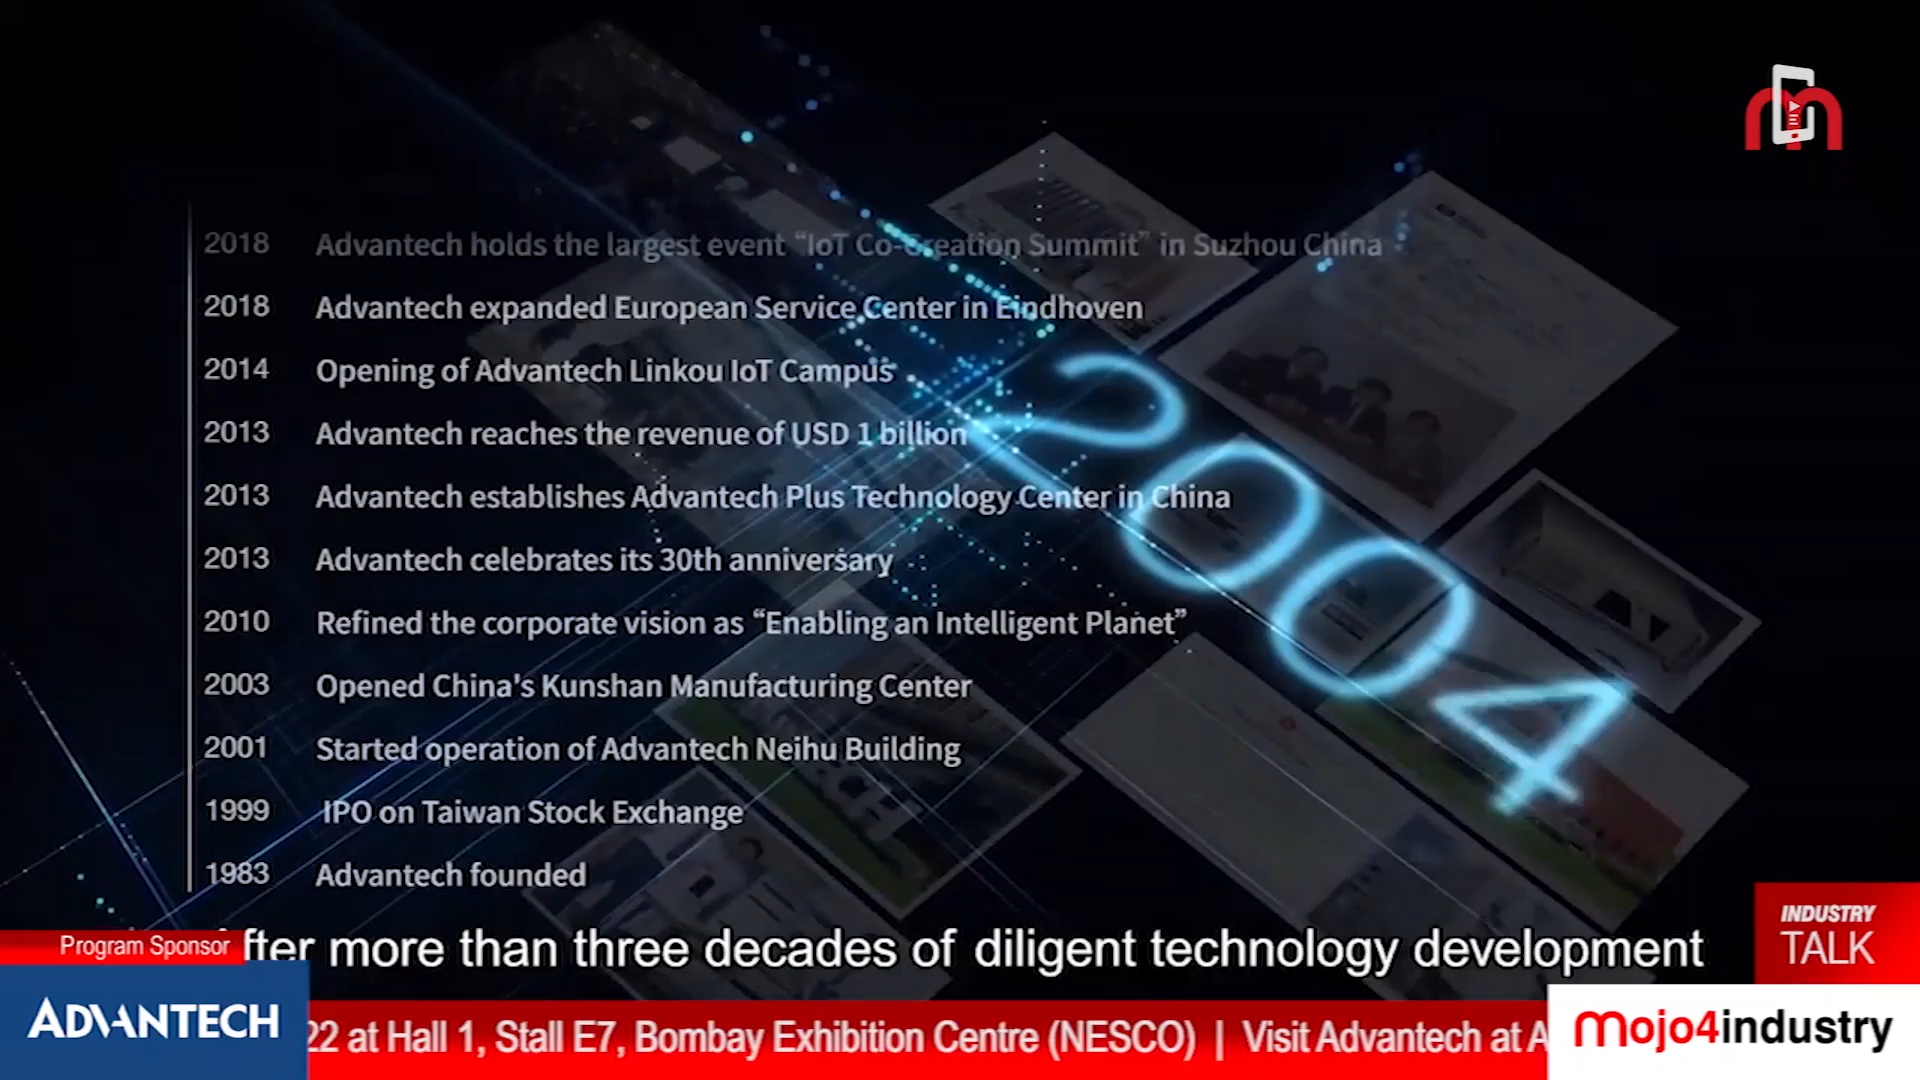 2018 Advantech holds the largest event “IoT Co-Creation Summit” in Suzhou China
2018 Advantech expanded European Service Center in Eindhoven
2014 Opening of Advantech Linkou IoT Campus
2013 Advantech reaches the revenue of USD 1 billion
2013 Advantech establishes Advantech Plus Technology Center in China
2013 Advantech celebrates its 30th anniversary
2010 Refined the corporate vision as “Enabling an Intelligent Planet”
2003 Opened China's Kunshan Manufacturing Center
2001 Started operation of Advantech Neihu Building
1999 IPO on Taiwan Stock Exchange
1983 Advantech founded
2004
fter more than three decades of diligent technology development
Program Sponsor
ADVANTECH
22 at Hall 1, Stall E7, Bombay Exhibition Centre (NESCO) | Visit Advantech at A
INDUSTRY
TALK
mojo4industry